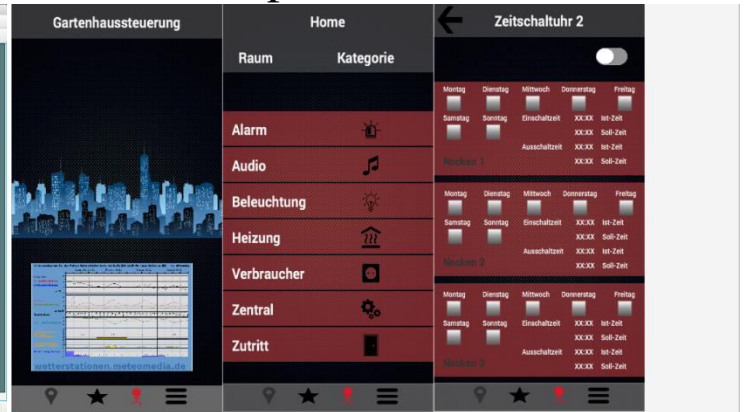 Gartenhaussteuerung
wetterstationen.meteomedia.de
Home
Raum Kategorie
Alarm
Audio
Beleuchtung
Heizung
Verbraucher
Zentral
Zutritt
Zeitschaltuhr 2
Montag Dienstag Mittwoch Donnerstag Freitag
Samstag Sonntag Einschaltzeit XX:XX Ist-Zeit
XX:XX Soll-Zeit
Ausschaltzeit XX:XX Ist-Zeit
Nocken 1 XX:XX Soll-Zeit
Montag Dienstag Mittwoch Donnerstag Freitag
Samstag Sonntag Einschaltzeit XX:XX Ist-Zeit
XX:XX Soll-Zeit
Ausschaltzeit XX:XX Ist-Zeit
Nocken 2 XX:XX Soll-Zeit
Montag Dienstag Mittwoch Donnerstag Freitag
Samstag Sonntag Einschaltzeit XX:XX Ist-Zeit
XX:XX Soll-Zeit
Ausschaltzeit XX:XX Ist-Zeit
Nocken 3 XX:XX Soll-Zeit